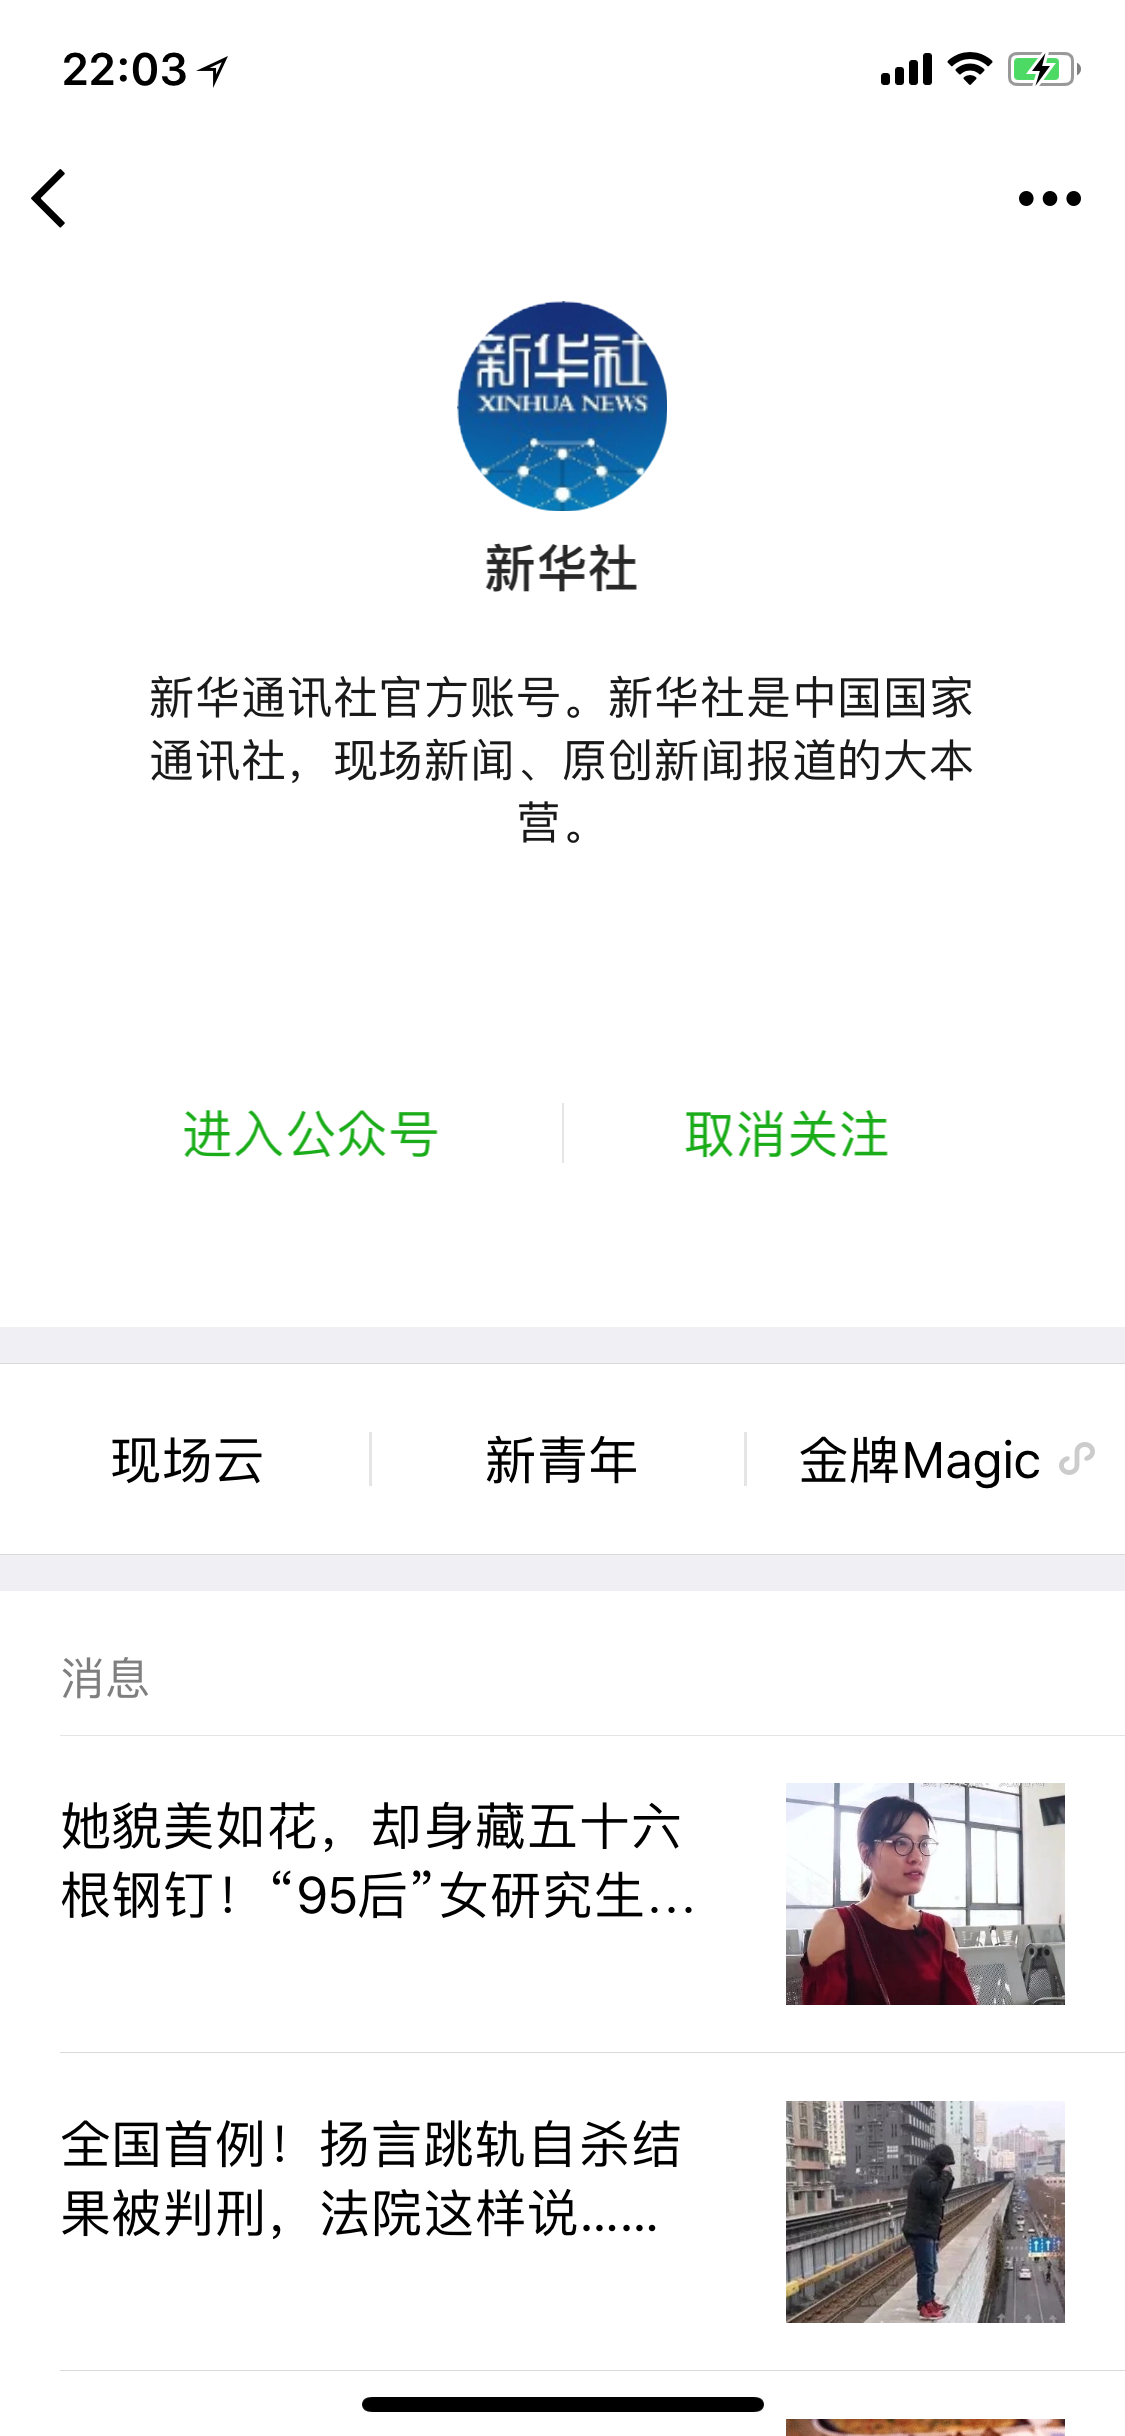 22:03
新华社
XINHUA NEWS
新华社
新华通讯社官方账号。新华社是中国国家
通讯社，现场新闻、原创新闻报道的大本
营。
进入公众号
取消关注
现场云
新青年
金牌Magic
消息
她貌美如花，却身藏五十六
根钢钉！“95后”女研究生...
全国首例！扬言跳轨自杀结
果被判刑，法院这样说......